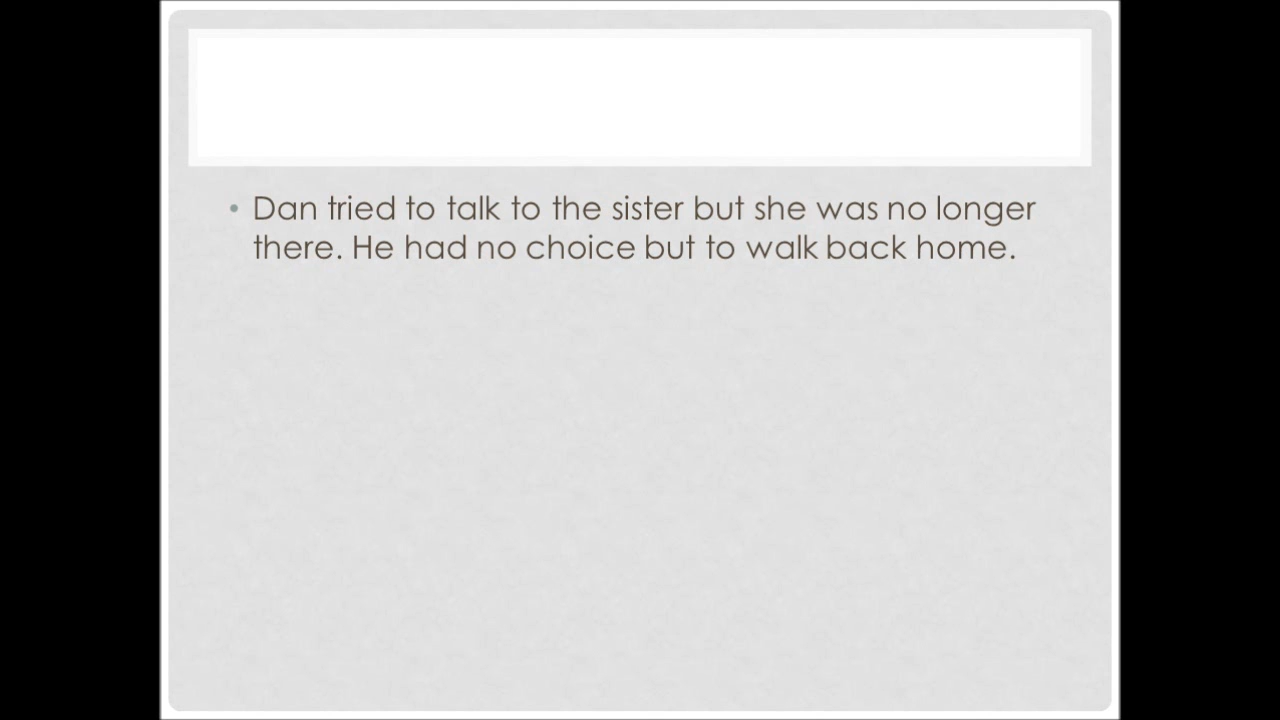 • Dan tried to talk to the sister but she was no longer
there. He had no choice but to walk back home.